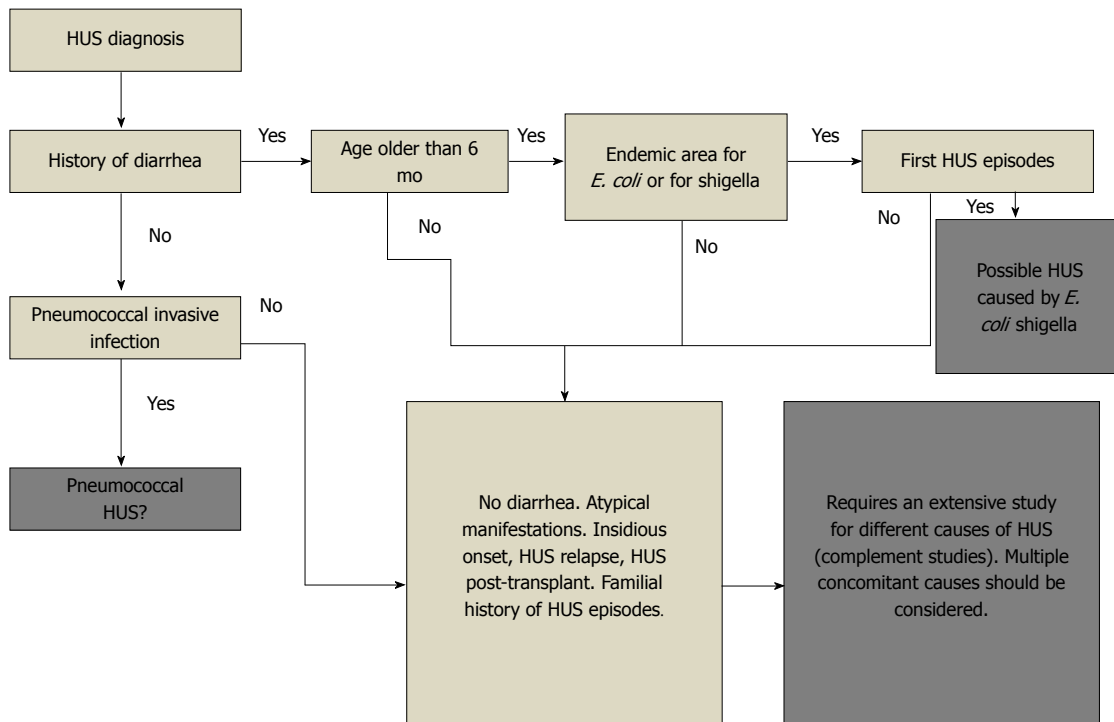 HUS diagnosis
History of diarrhea
Yes
Age older than 6
mo
Yes
Endemic area for
E. coli or for shigella
Yes
First HUS episodes
No
No
No
No
Yes
Possible HUS
caused by E.
coli shigella
Pneumococcal invasive
infection
No
Yes
Pneumococcal
HUS?
No diarrhea. Atypical
manifestations. Insidious
onset, HUS relapse, HUS
post-transplant. Familial
history of HUS episodes.
Requires an extensive study
for different causes of HUS
(complement studies). Multiple
concomitant causes should be
considered.